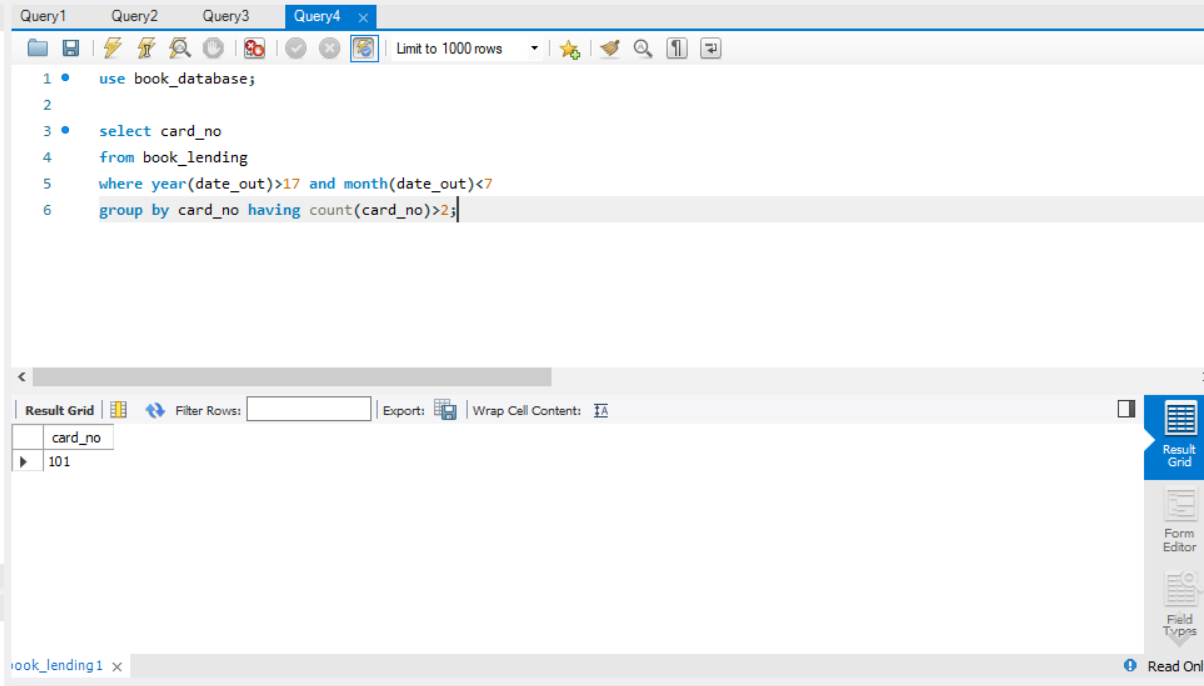 Query1 Query2 Query3 Query4
Limit to 1000 rows
1 use book_database;
2
3 select card_no
4 from book_lending
5 where year(date_out)>17 and month(date_out)<7
6 group by card_no having count(card_no)>2;
Result Grid Filter Rows: Export: Wrap Cell Content:
card_no
101
Result
Grid
Form
Editor
Field
Types
ook_lending1
Read Onl